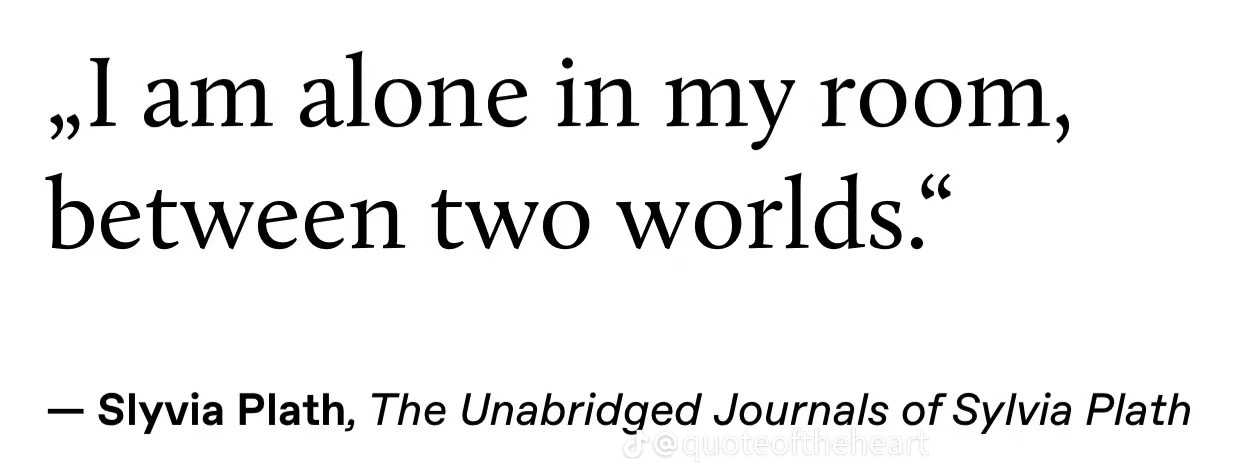 „I am alone in my room,
between two worlds.“
— Slyvia Plath, The Unabridged Journals of Sylvia Plath
@quoteoftheheart